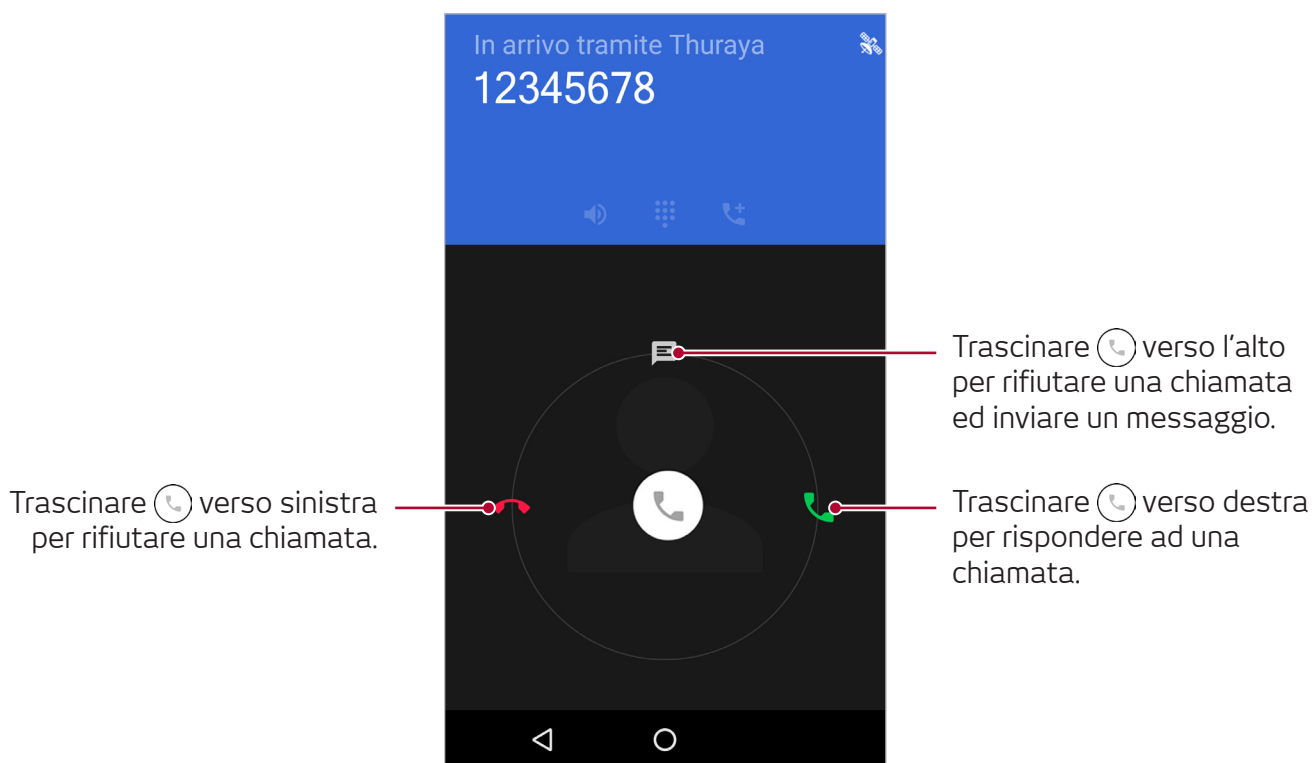 In arrivo tramite Thuraya
12345678
Trascinare verso l'alto
per rifiutare una chiamata
ed inviare un messaggio.
Trascinare verso sinistra
per rifiutare una chiamata.
Trascinare verso destra
per rispondere ad una
chiamata.